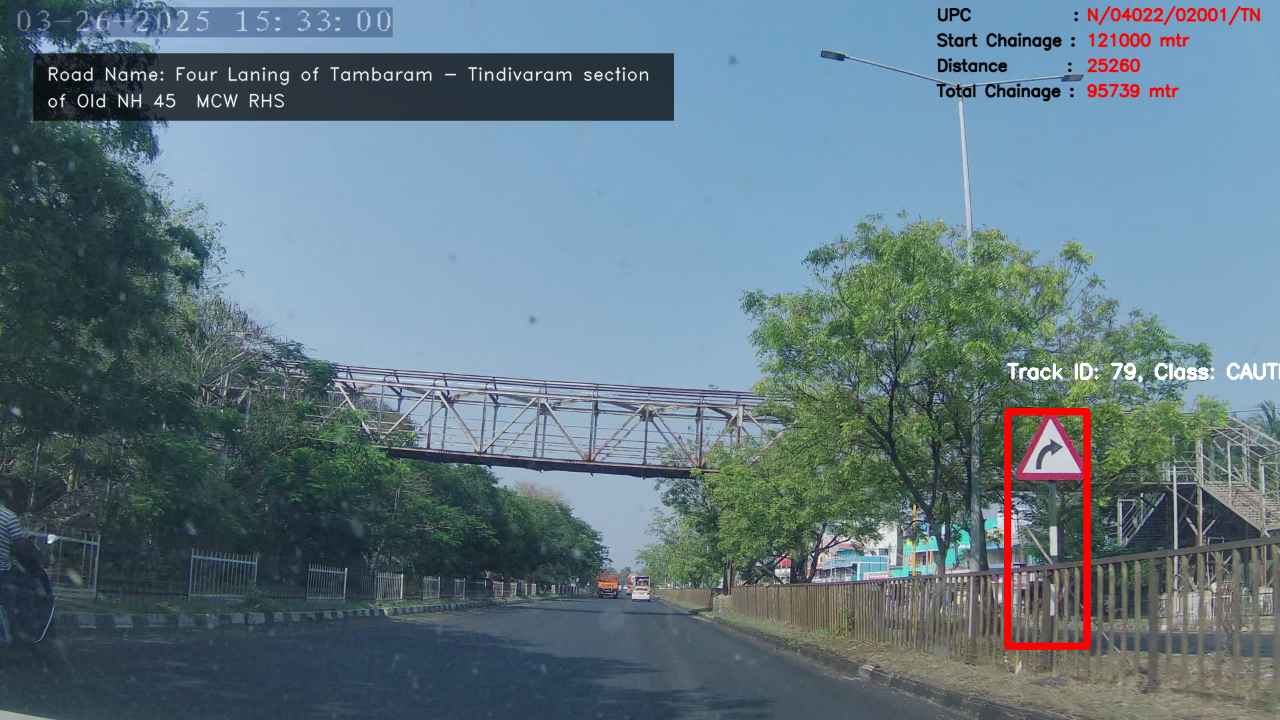 03-26-2025 15:33:00
UPC : N/04022/02001/TN
Start Chainage : 121000 mtr
Distance : 25260
Total Chainage : 95739 mtr
Road Name: Four Laning of Tambaram - Tindivaram section
of Old NH 45 MCW RHS
Track ID: 79, Class: CAUTI